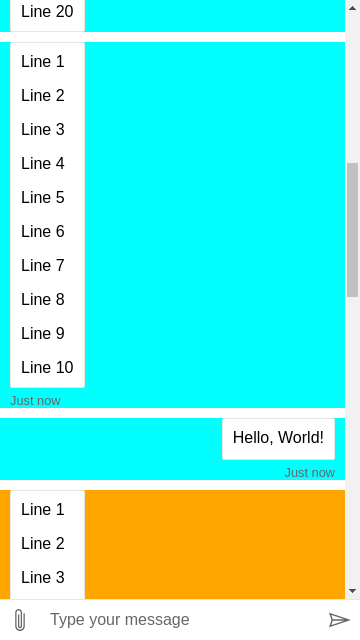 Line 20
Line 1
Line 2
Line 3
Line 4
Line 5
Line 6
Line 7
Line 8
Line 9
Line 10
Just now
Hello, World!
Just now
Line 1
Line 2
Line 3
Type your message